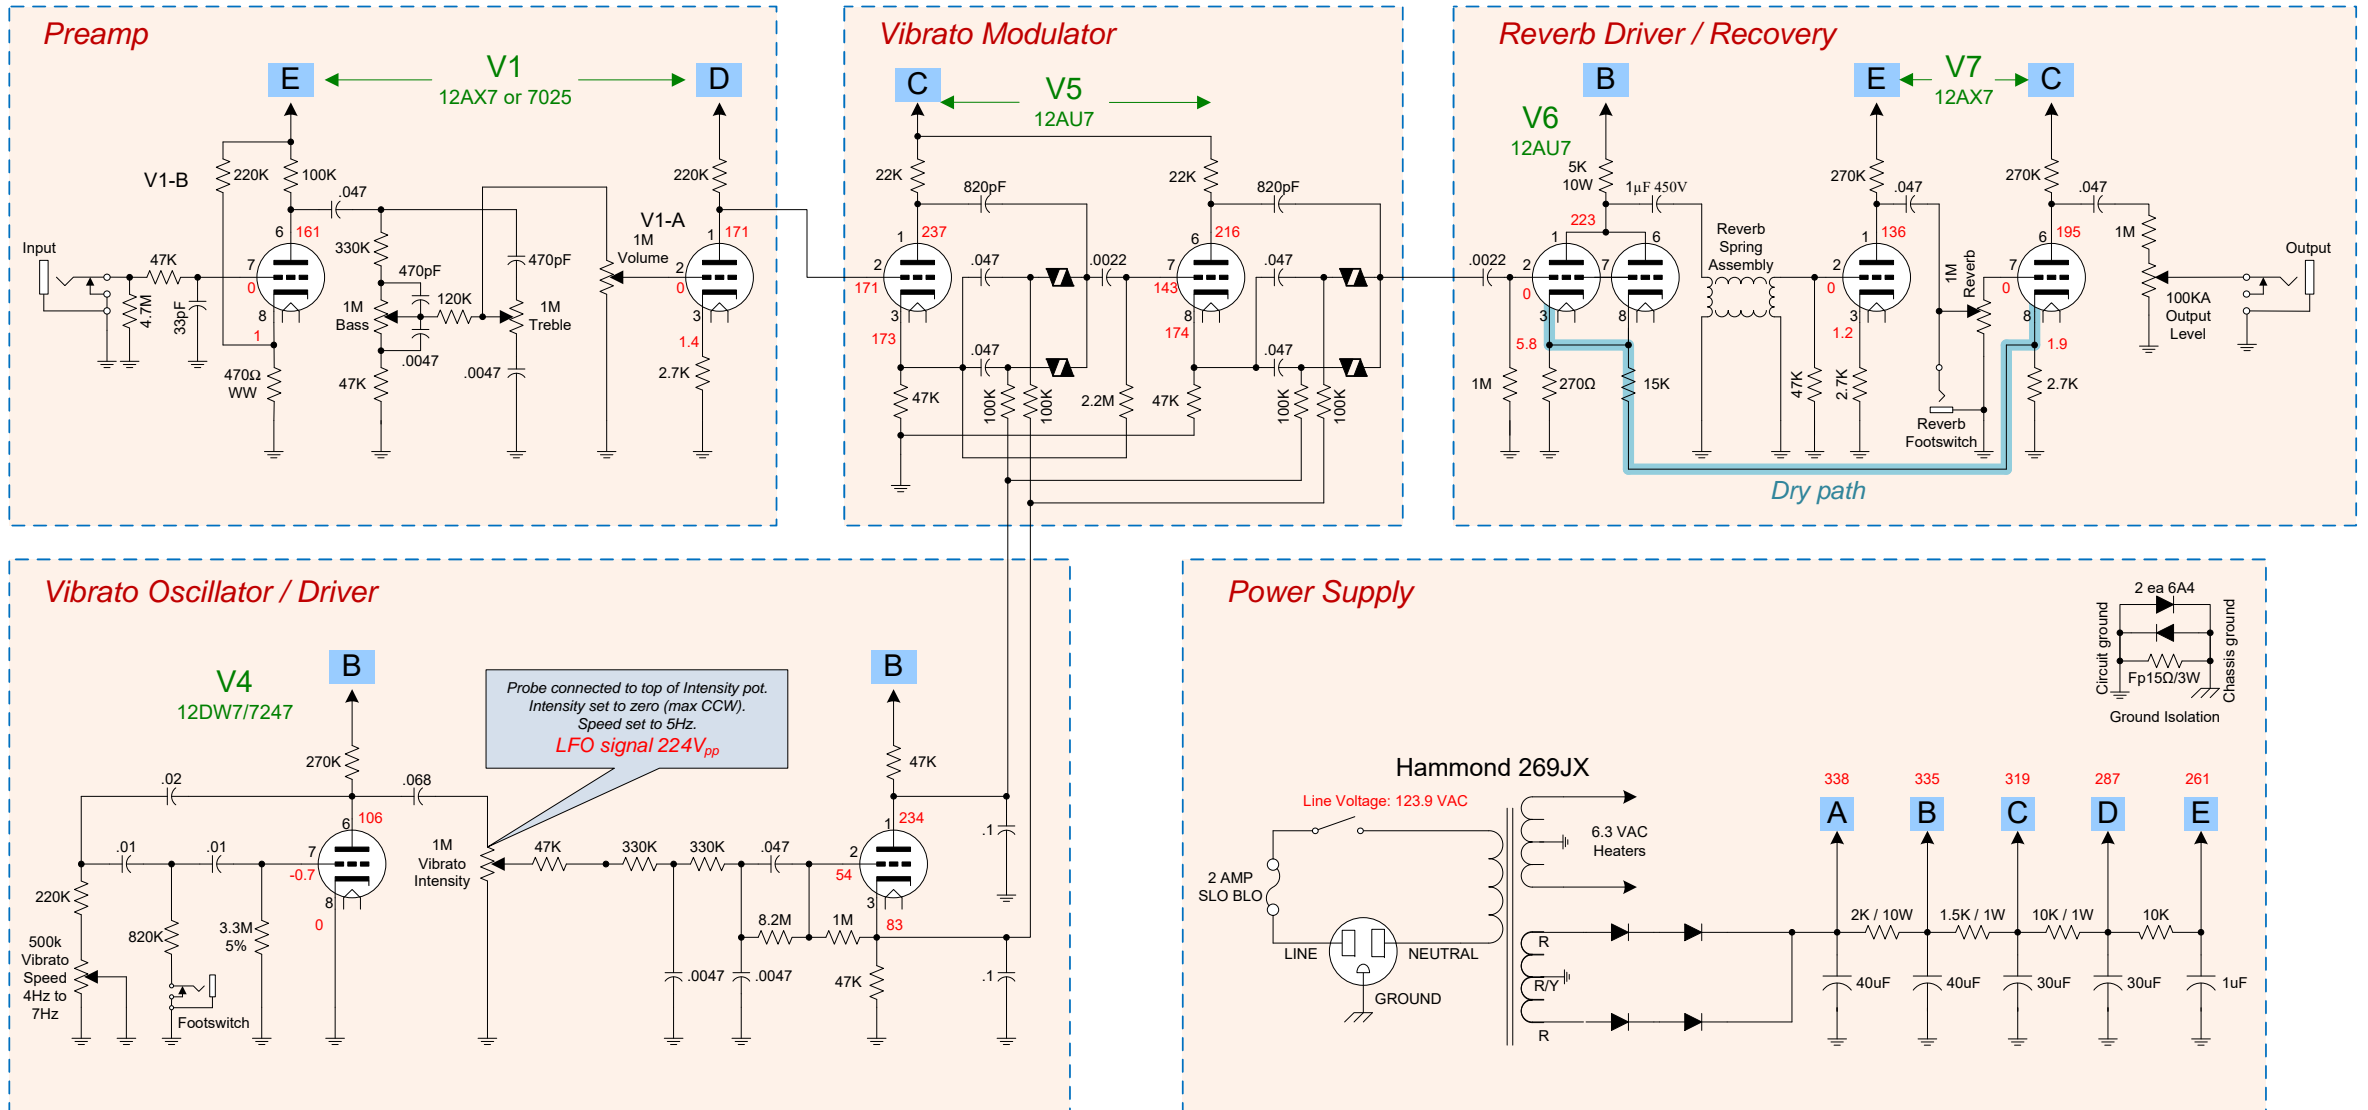 Preamp
E
V1
12AX7 or 7025
D
V1-B
220K
100K
.047
6
161
Input
47K
4.7M
33pF
7
0
8
1
470Ω
WW
330K
470pF
1M
Bass
120K
.0047
47K
470pF
1M
Treble
.0047
1M
Volume
V1-A
220K
1
171
2
0
3
1.4
2.7K
Vibrato Modulator
C
V5
12AU7
22K
820pF
1
237
2
171
3
173
.047
.0022
.047
47K
100K
100K
2.2M
22K
820pF
6
216
7
143
8
174
.047
.047
47K
100K
100K
Reverb Driver / Recovery
B
V6
12AU7
5K
10W
1µF 450V
223
.0022
1
6
2
0
7
3
8
5.8
1M
270Ω
15K
Reverb
Spring
Assembly
E
V7
12AX7
C
270K
.047
1
136
2
0
3
1.2
47K
2.7K
1M
Reverb
Reverb
Footswitch
270K
.047
6
195
7
0
8
1.9
2.7K
1M
100KA
Output
Level
Output
Dry path
Vibrato Oscillator / Driver
V4
12DW7/7247
B
270K
.02
.068
6
106
.01
.01
7
-0.7
8
0
220K
500k
Vibrato
Speed
4Hz to
7Hz
820K
Footswitch
3.3M
5%
Probe connected to top of Intensity pot.
Intensity set to zero (max CCW).
Speed set to 5Hz.
LFO signal 224Vpp
1M
Vibrato
Intensity
47K
330K
330K
.047
8.2M
1M
.0047
.0047
B
47K
1
234
2
54
3
83
47K
.1
.1
Power Supply
2 ea 6A4
Circuit ground
Chassis ground
Fp15Ω/3W
Ground Isolation
Hammond 269JX
Line Voltage: 123.9 VAC
6.3 VAC
Heaters
2 AMP
SLO BLO
LINE
NEUTRAL
GROUND
R
R/Y
R
338
335
319
287
261
A
B
C
D
E
2K / 10W
1.5K / 1W
10K / 1W
10K
40uF
40uF
30uF
30uF
1uF